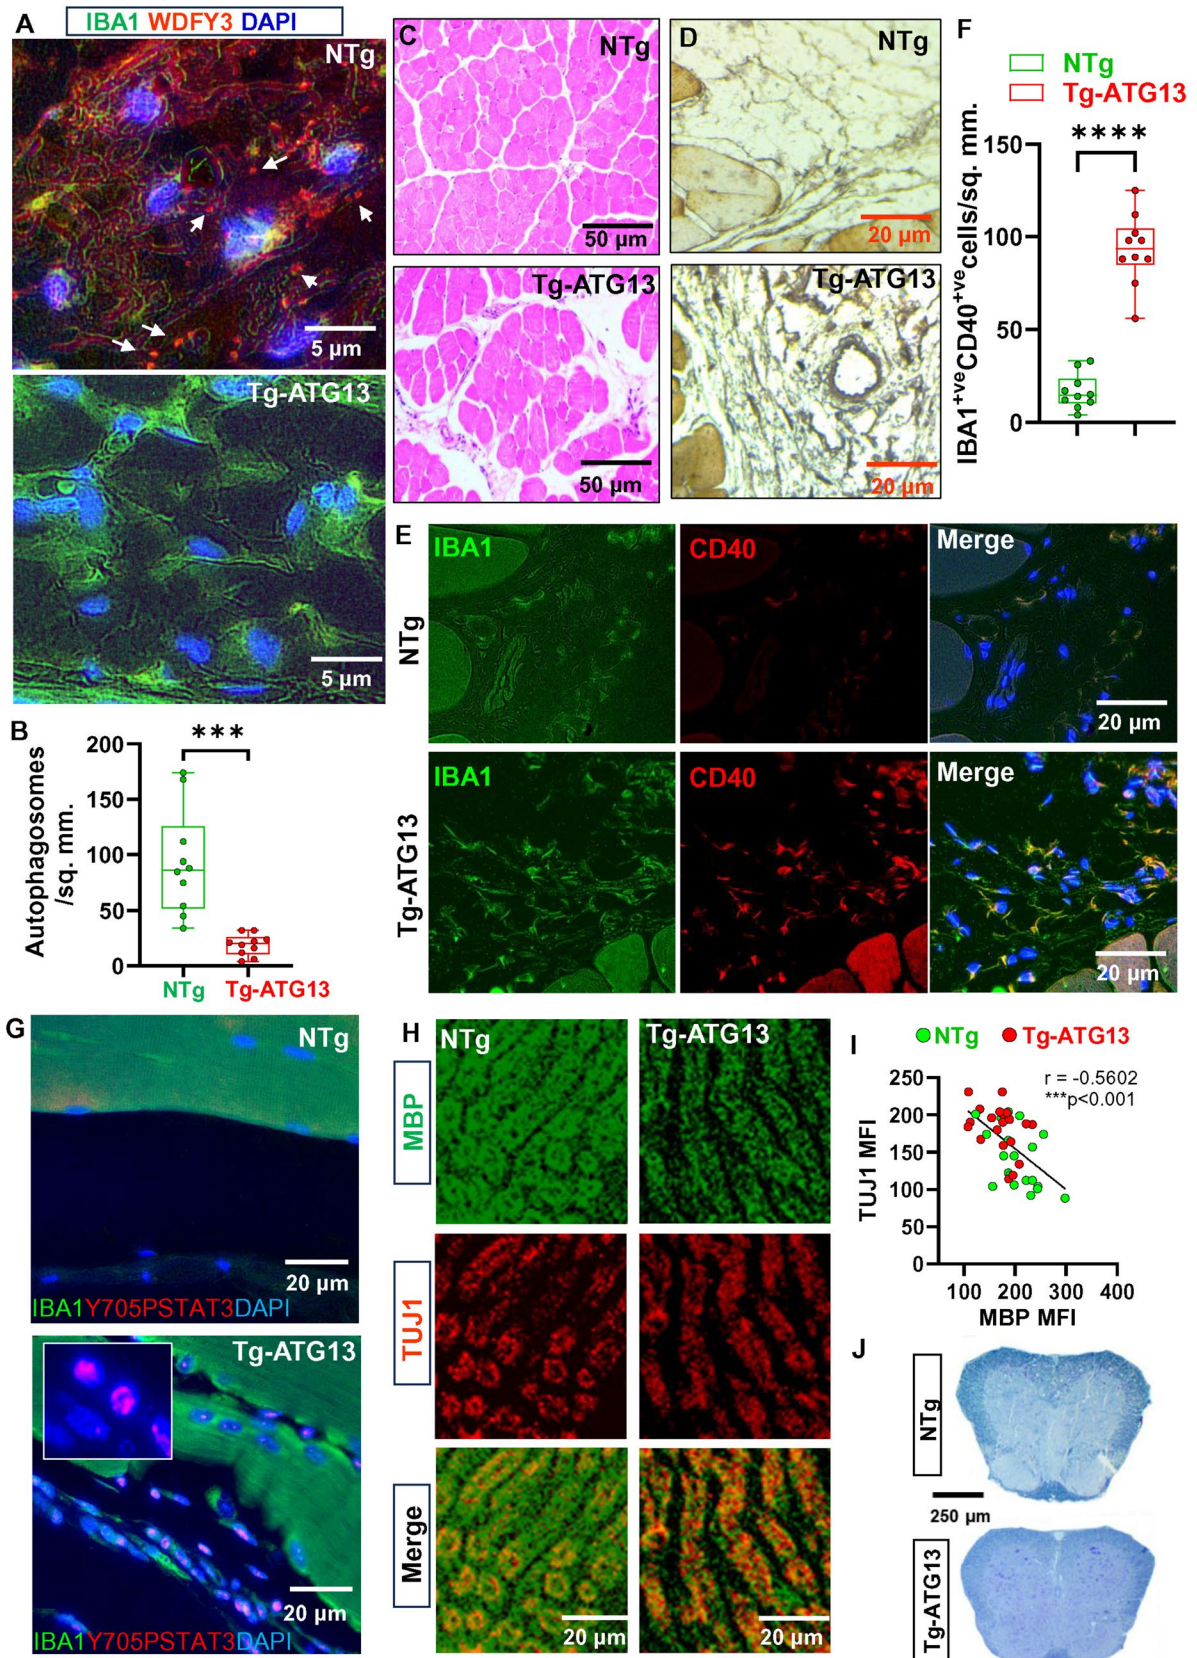 A
IBA1 WDFY3 DAPI
NTg
5 µm
Tg-ATG13
5 µm
B
Autophagosomes
/sq. mm.
200
150
100
50
0
***
NTg
Tg-ATG13
C
NTg
50 µm
Tg-ATG13
50 µm
D
NTg
20 µm
Tg-ATG13
20 µm
F
NTg
Tg-ATG13
IBA1+veCD40+vecells/sq. mm.
150
100
50
0
****
E
NTg
IBA1
CD40
Merge
20 µm
Tg-ATG13
IBA1
CD40
Merge
20 µm
G
NTg
20 µm
IBA1Y705PSTAT3DAPI
Tg-ATG13
20 µm
IBA1Y705PSTAT3DAPI
H
NTg
Tg-ATG13
MBP
TUJ1
Merge
20 µm
20 µm
I
NTg
Tg-ATG13
r = -0.5602
***p<0.001
TUJ1 MFI
250
200
150
100
50
0
100 200 300 400
MBP MFI
J
NTg
250 µm
Tg-ATG13